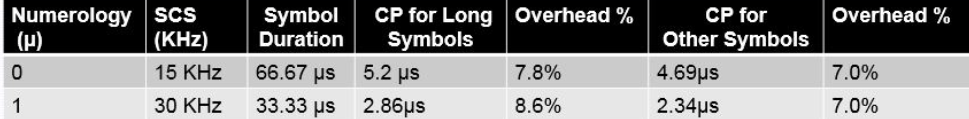 Numerology (μ) SCS (KHz) Symbol Duration CP for Long Symbols Overhead % CP for Other Symbols Overhead %
0 15 KHz 66.67 μs 5.2 μs 7.8% 4.69μs 7.0%
1 30 KHz 33.33 μs 2.86μs 8.6% 2.34μs 7.0%